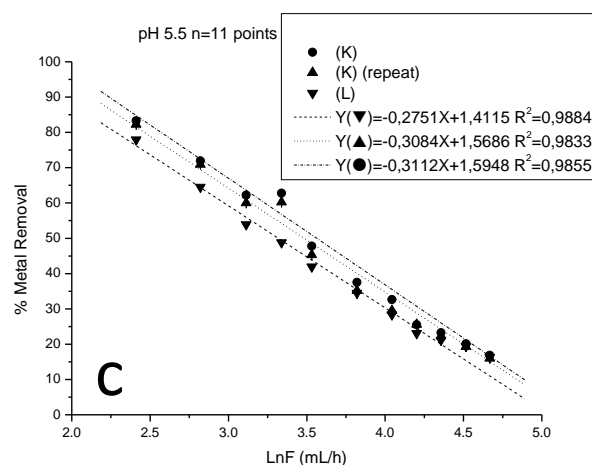 pH 5.5 n=11 points
(K)
(K) (repeat)
(L)
Y(▼)=-0,2751X+1,4115 R²=0,9884
Y(▲)=-0,3084X+1,5686 R²=0,9833
Y(●)=-0,3112X+1,5948 R²=0,9855
100
90
80
70
60
50
40
30
20
10
0
% Metal Removal
C
2.0 2.5 3.0 3.5 4.0 4.5 5.0
LnF (mL/h)